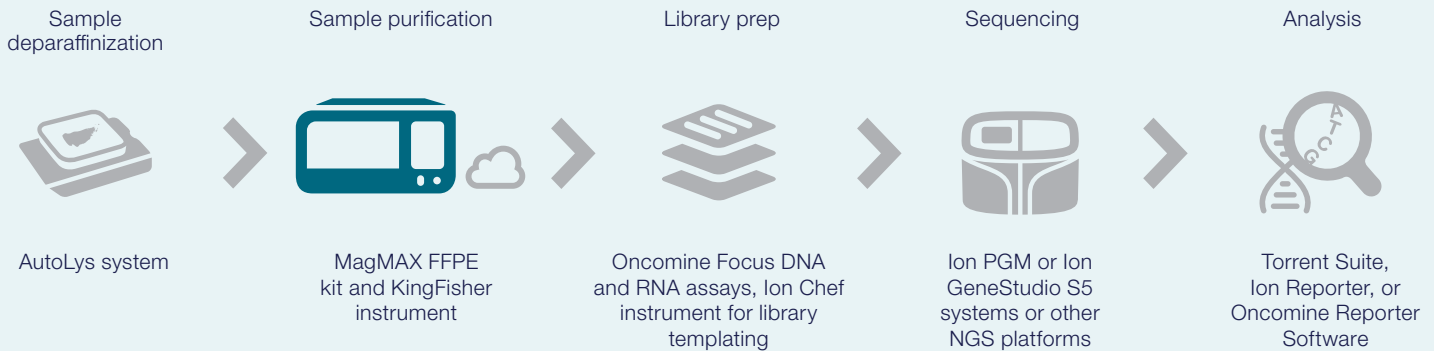 Sample
deparaffinization
Sample purification
Library prep
Sequencing
Analysis
A
T
C
G
AutoLys system
MagMAX FFPE
kit and KingFisher
instrument
Oncomine Focus DNA
and RNA assays, Ion Chef
instrument for library
templating
Ion PGM or Ion
GeneStudio S5
systems or other
NGS platforms
Torrent Suite,
Ion Reporter, or
Oncomine Reporter
Software